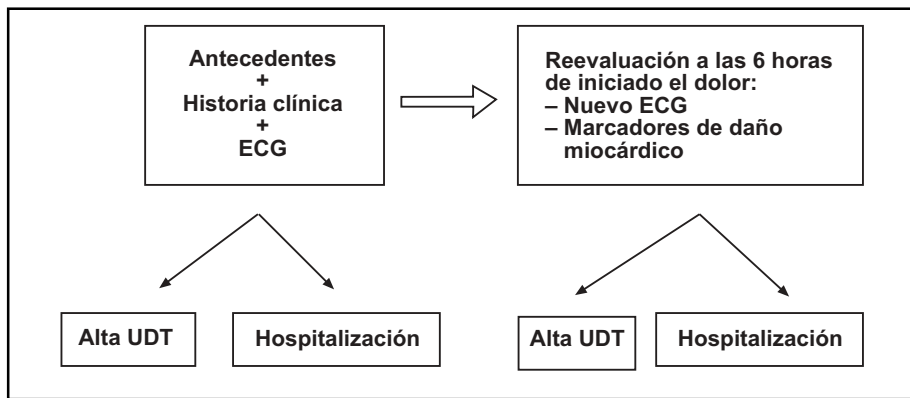 Antecedentes
+
Historia clínica
+
ECG
Reevaluación a las 6 horas
de iniciado el dolor:
– Nuevo ECG
– Marcadores de daño
miocárdico
Alta UDT
Hospitalización
Alta UDT
Hospitalización